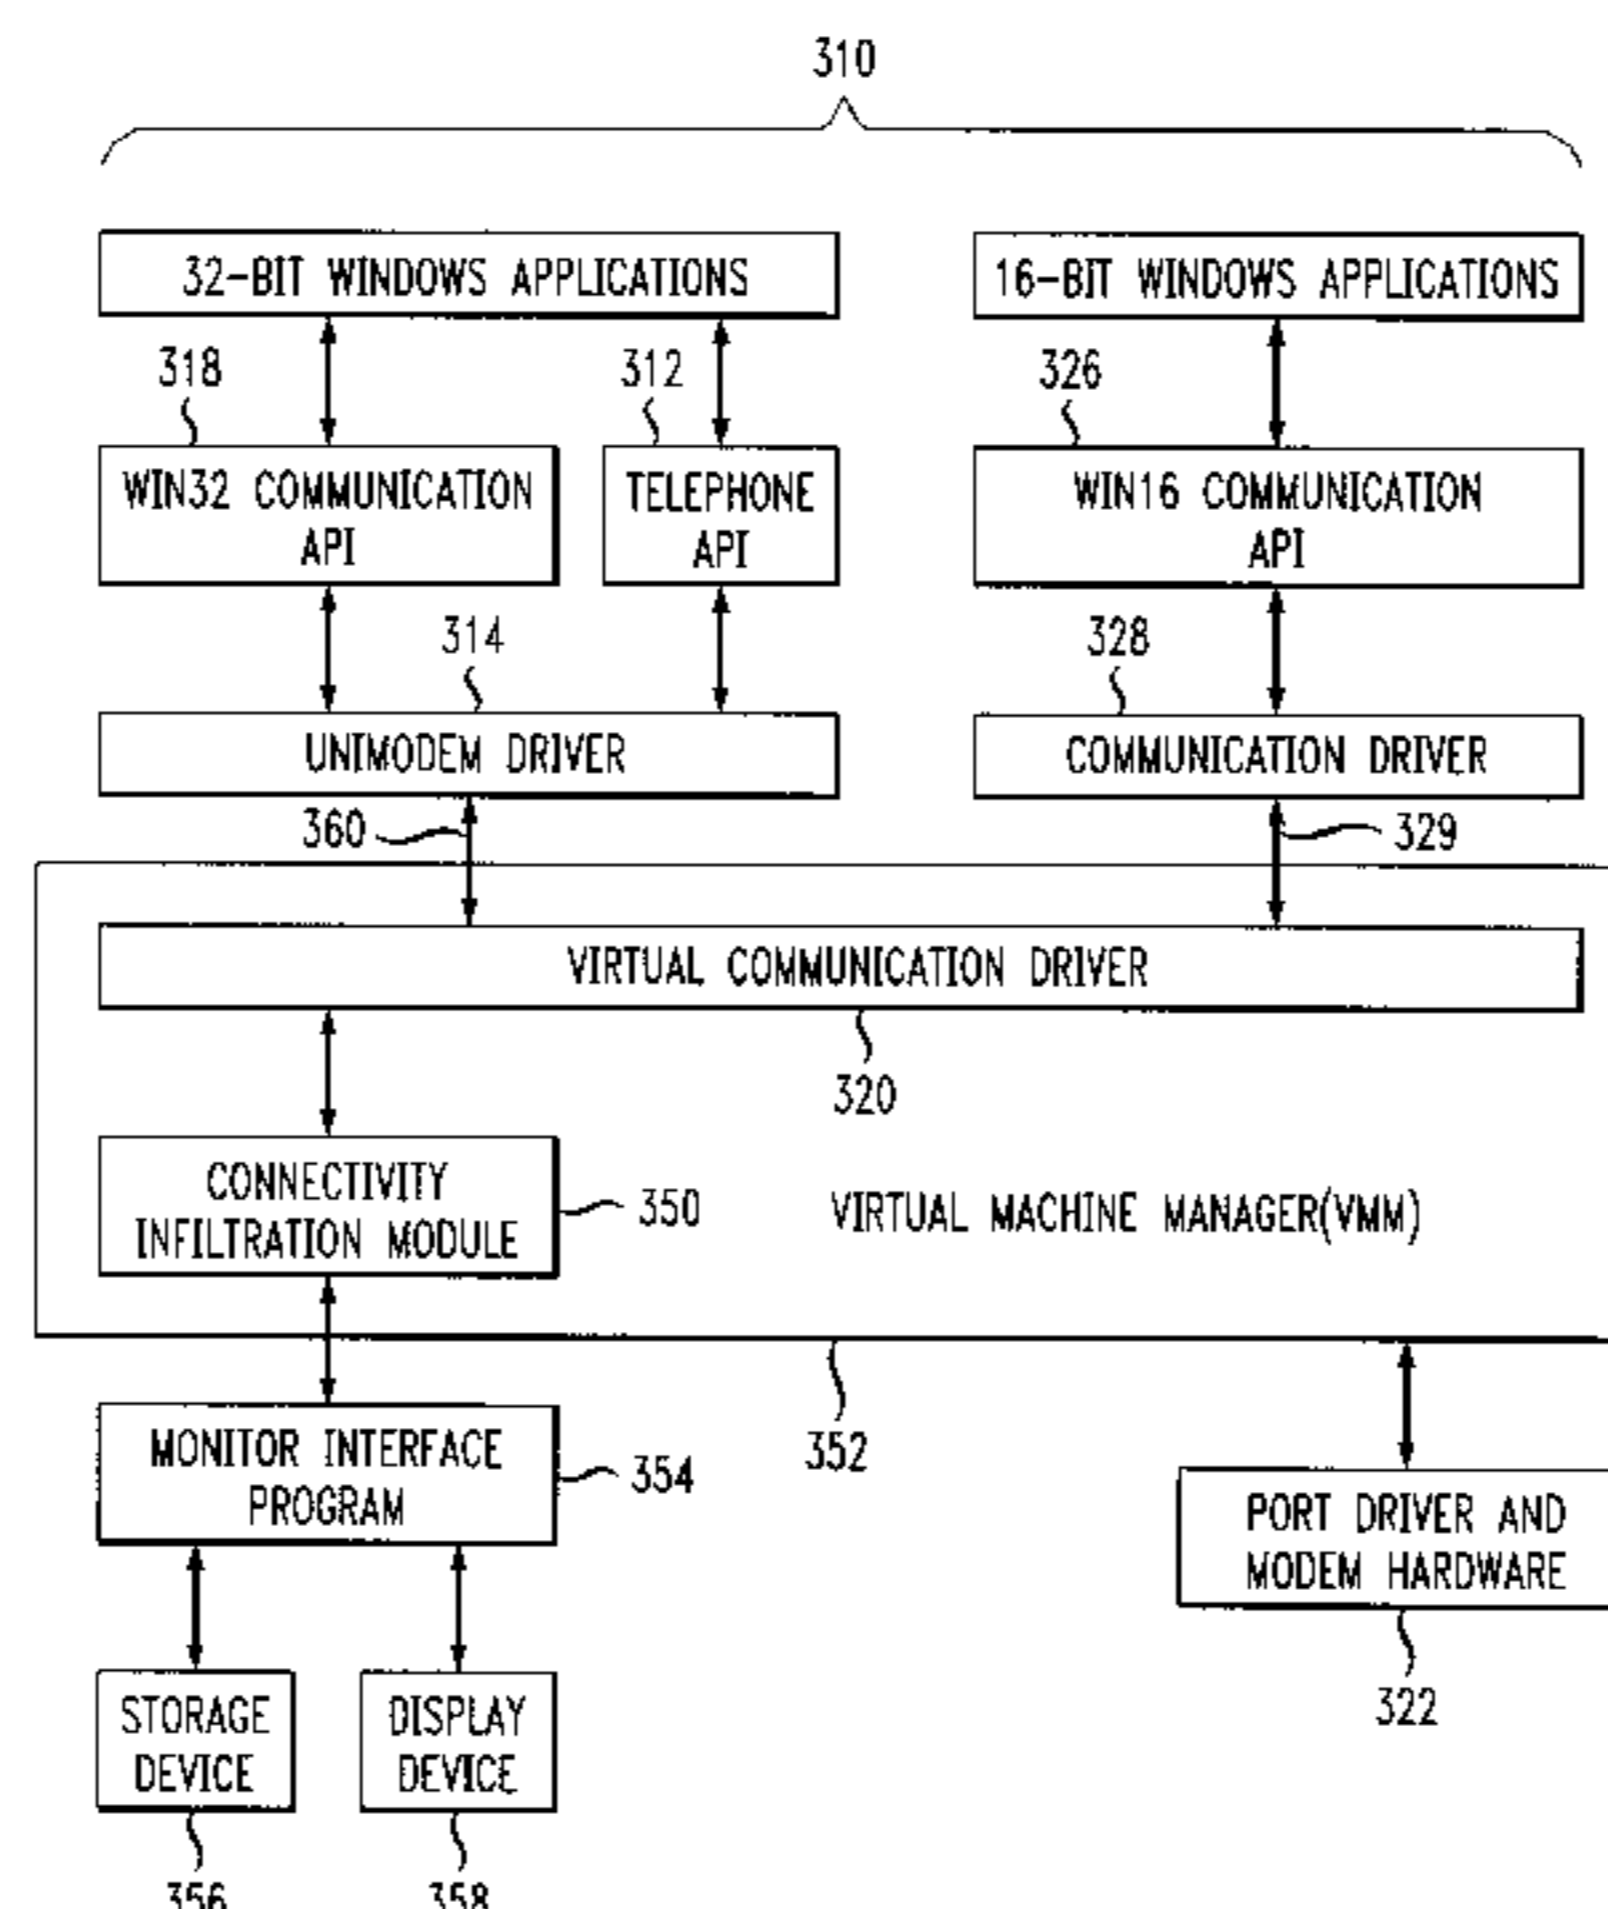 310
32-BIT WINDOWS APPLICATIONS
16-BIT WINDOWS APPLICATIONS
318
312
326
WIN32 COMMUNICATION
API
TELEPHONE
API
WIN16 COMMUNICATION
API
314
328
UNIMODEM DRIVER
COMMUNICATION DRIVER
360
329
VIRTUAL COMMUNICATION DRIVER
320
CONNECTIVITY
INFILTRATION MODULE
350
VIRTUAL MACHINE MANAGER(VMM)
352
MONITOR INTERFACE
PROGRAM
354
PORT DRIVER AND
MODEM HARDWARE
322
STORAGE
DEVICE
DISPLAY
DEVICE
356
358